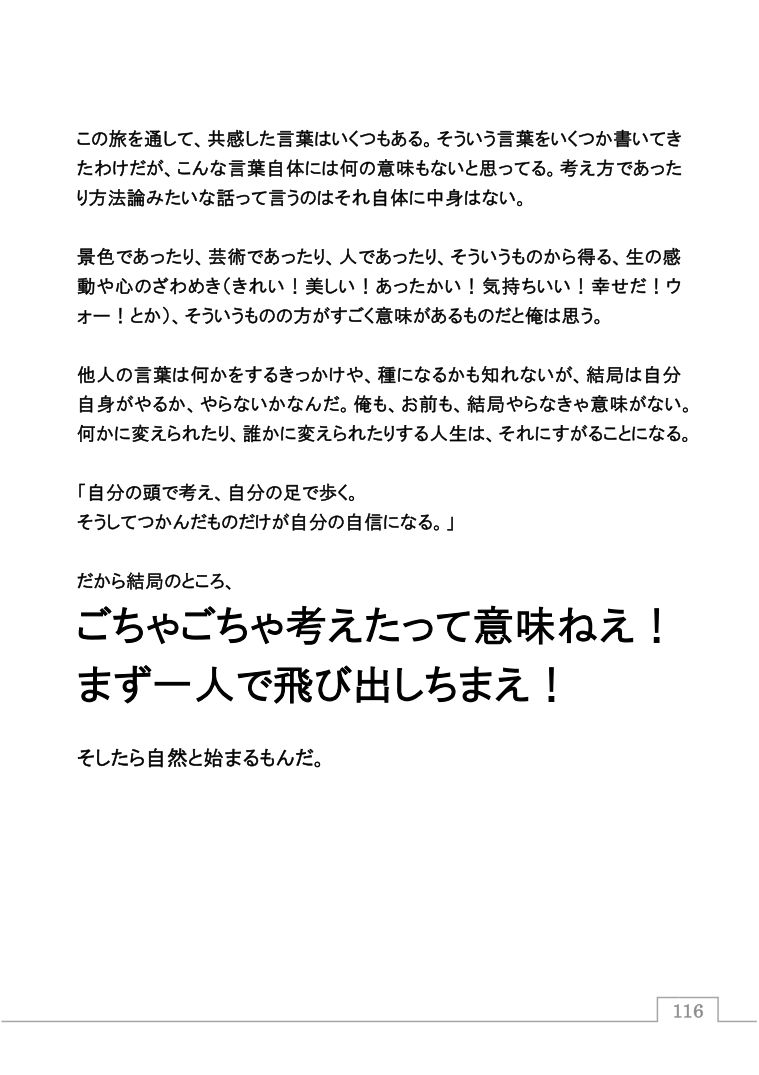 この旅を通して、共感した言葉はいくつもある。そういう言葉をいくつか書いてき
たわけだが、こんな言葉自体には何の意味もないと思ってる。考え方であった
り方法論みたいな話って言うのはそれ自体に中身はない。
景色であったり、芸術であったり、人であったり、そういうものから得る、生の感
動や心のざわめき（きれい！美しい！あったかい！気持ちいい！幸せだ！ウ
ォー！とか）、そういうものの方がすごく意味があるものだと俺は思う。
他人の言葉は何かをするきっかけや、種になるかも知れないが、結局は自分
自身がやるか、やらないかなんだ。俺も、お前も、結局やらなきゃ意味がない。
何かに変えられたり、誰かに変えられたりする人生は、それにすがることになる。
「自分の頭で考え、自分の足で歩く。
そうしてつかんだものだけが自分の自信になる。」
だから結局のところ、
ごちゃごちゃ考えたって意味ねえ！
まず一人で飛び出しちまえ！
そしたら自然と始まるもんだ。
116